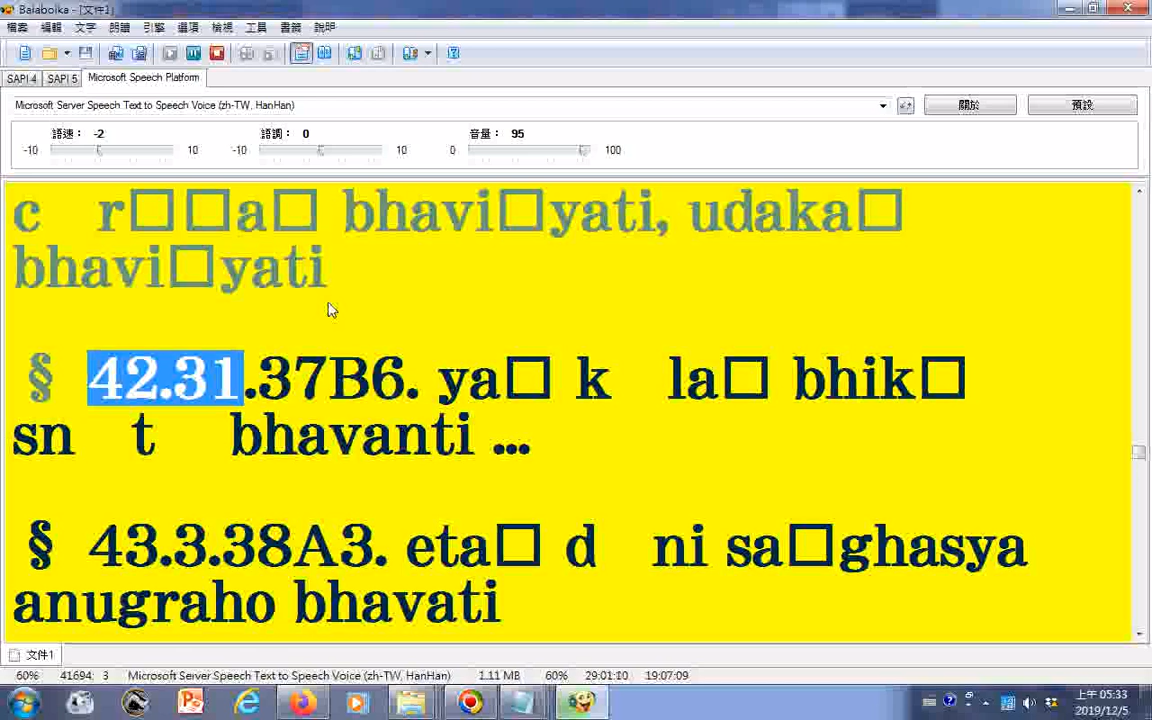 Balabolka - [文件1]
檔案 編輯 文字 朗讀 引擎 選項 檢視 工具 書籤 說明
SAPI 4 SAPI 5 Microsoft Speech Platform
Microsoft Server Speech Text to Speech Voice (zh-TW, HanHan) 關於 預設
語速： -2 語調： 0 音量： 95
-10 10 -10 10 0 100
c r□□a□ bhavi□yati, udaka□
bhavi□yati
§ 42.31.37B6. ya□ k la□ bhik□
sn t bhavanti ...
§ 43.3.38A3. eta□ d ni sa□ghasya
anugraho bhavati
文件1
60% 41694: 3 Microsoft Server Speech Text to Speech Voice (zh-TW, HanHan) 1.11 MB 60% 29:01:10 19:07:09
上午 05:33
2019/12/5